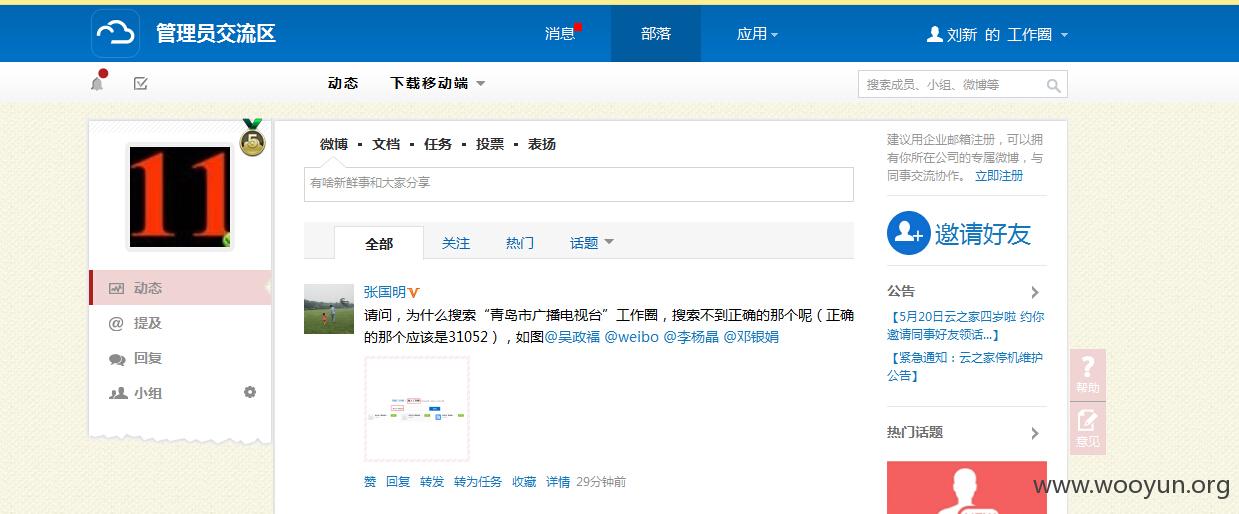 管理员交流区
消息 部落 应用 刘新 的 工作圈
动态 下载移动端 搜索成员、小组、微博等
5
11
动态
@ 提及
回复
小组
微博 ▪ 文档 ▪ 任务 ▪ 投票 ▪ 表扬
有啥新鲜事和大家分享
全部 关注 热门 话题
张国明
请问，为什么搜索“青岛市广播电视台”工作圈，搜索不到正确的那个呢（正确
的那个应该是31052），如图@吴政福 @weibo @李杨晶 @邓银娟
赞 回复 转发 转为任务 收藏 详情 29分钟前
建议用企业邮箱注册，可以拥
有你所在公司的专属微博，与
同事交流协作。 立即注册
邀请好友
公告
【5月20日云之家四岁啦 约你
邀请同事好友领话...】
【紧急通知：云之家停机维护
公告】
热门话题
?
帮助
意见
www.wooyun.org